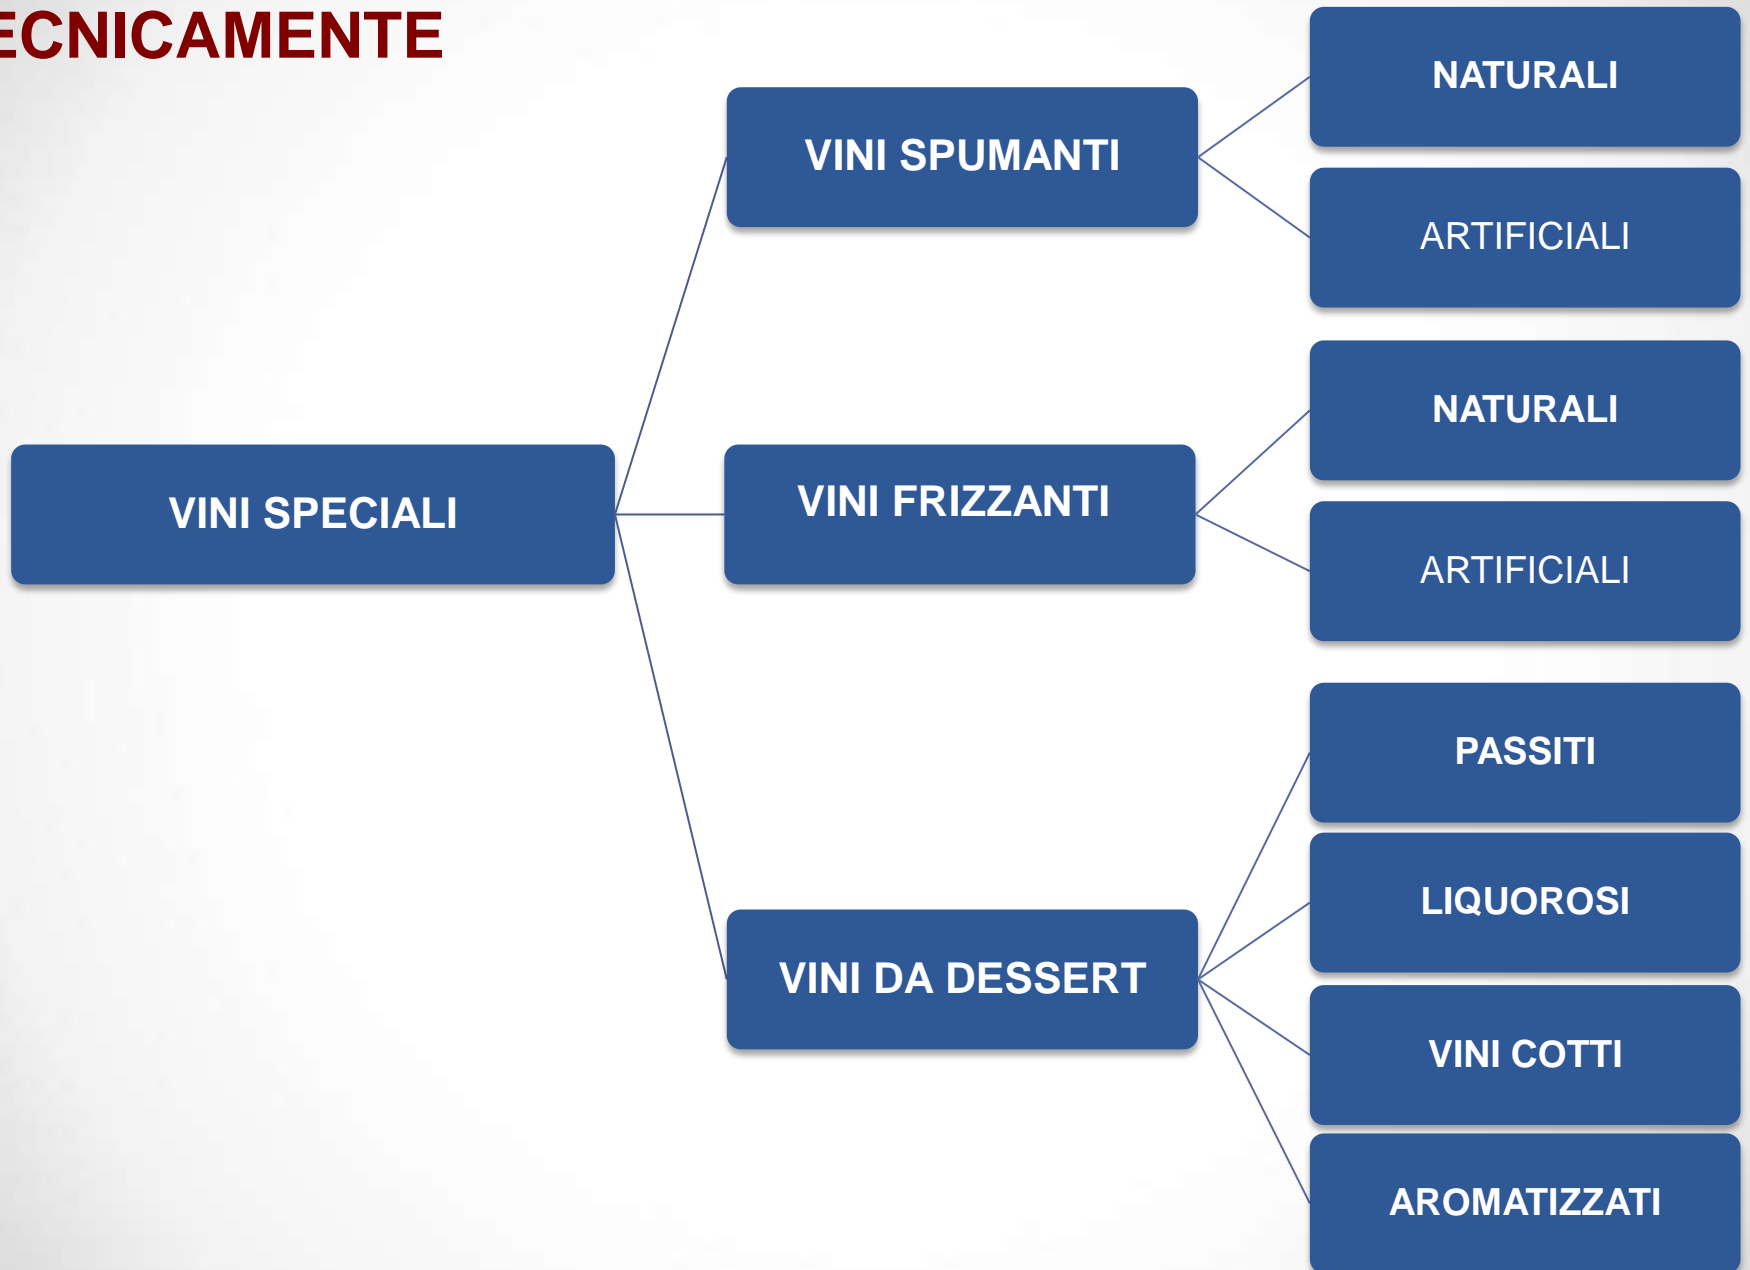 ECNICAMENTE
VINI SPECIALI
VINI SPUMANTI
NATURALI
ARTIFICIALI
VINI FRIZZANTI
NATURALI
ARTIFICIALI
VINI DA DESSERT
PASSITI
LIQUOROSI
VINI COTTI
AROMATIZZATI